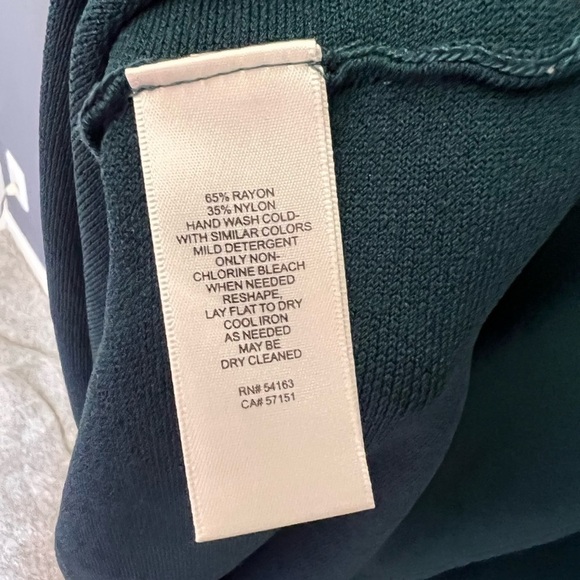 65% RAYON
35% NYLON
HAND WASH COLD-
WITH SIMILAR COLORS
MILD DETERGENT
ONLY NON-
CHLORINE BLEACH
WHEN NEEDED
RESHAPE,
LAY FLAT TO DRY
COOL IRON
AS NEEDED
MAY BE
DRY CLEANED
RN# 54163
CA# 57151